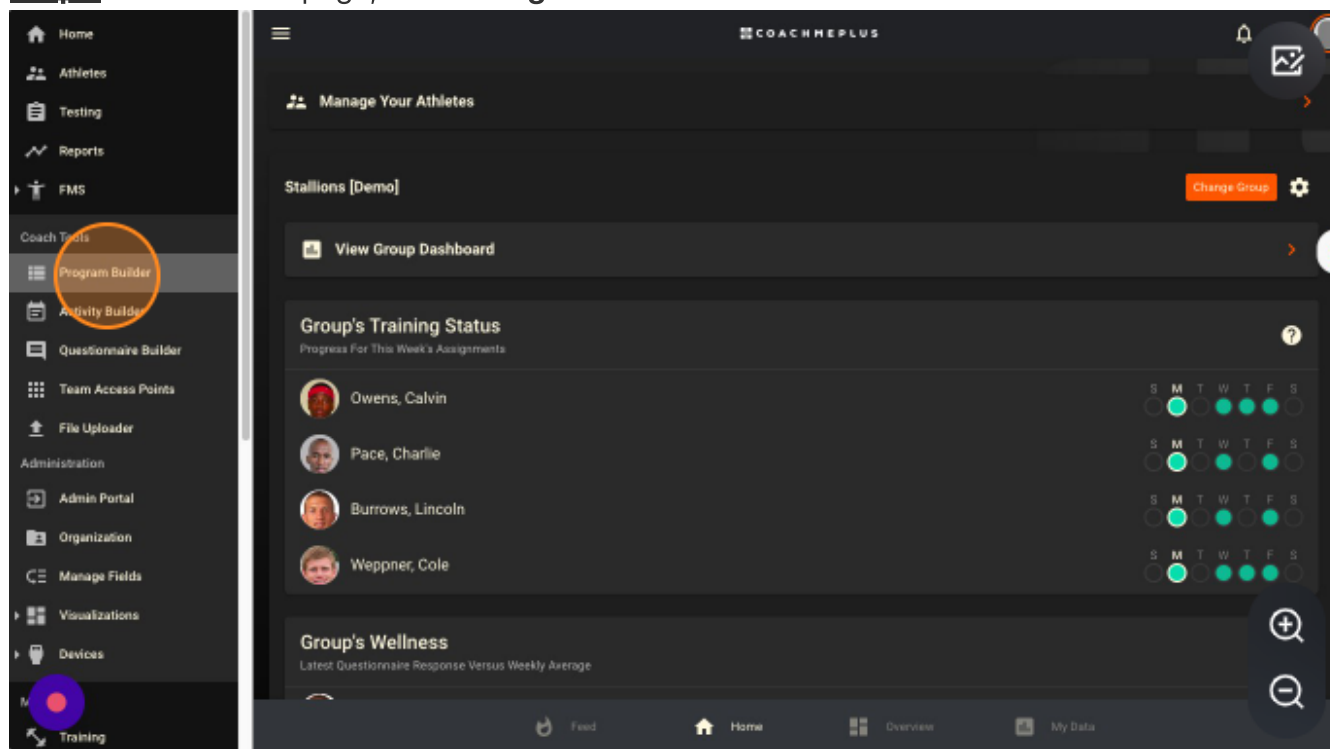 Home
Athletes
Testing
Reports
FMS
Coach Tools
Program Builder
Activity Builder
Questionnaire Builder
Team Access Points
File Uploader
Administration
Admin Portal
Organization
Manage Fields
Visualizations
Devices
M
Training
COACHMEPLUS
Manage Your Athletes
Stallions [Demo]
Change Group
View Group Dashboard
Group's Training Status
Progress For This Week's Assignments
Owens, Calvin
S M T W T F S
Pace, Charlie
S M T W T F S
Burrows, Lincoln
S M T W T F S
Weppner, Cole
S M T W T F S
Group's Wellness
Latest Questionnaire Response Versus Weekly Average
Feed
Home
Overview
My Data